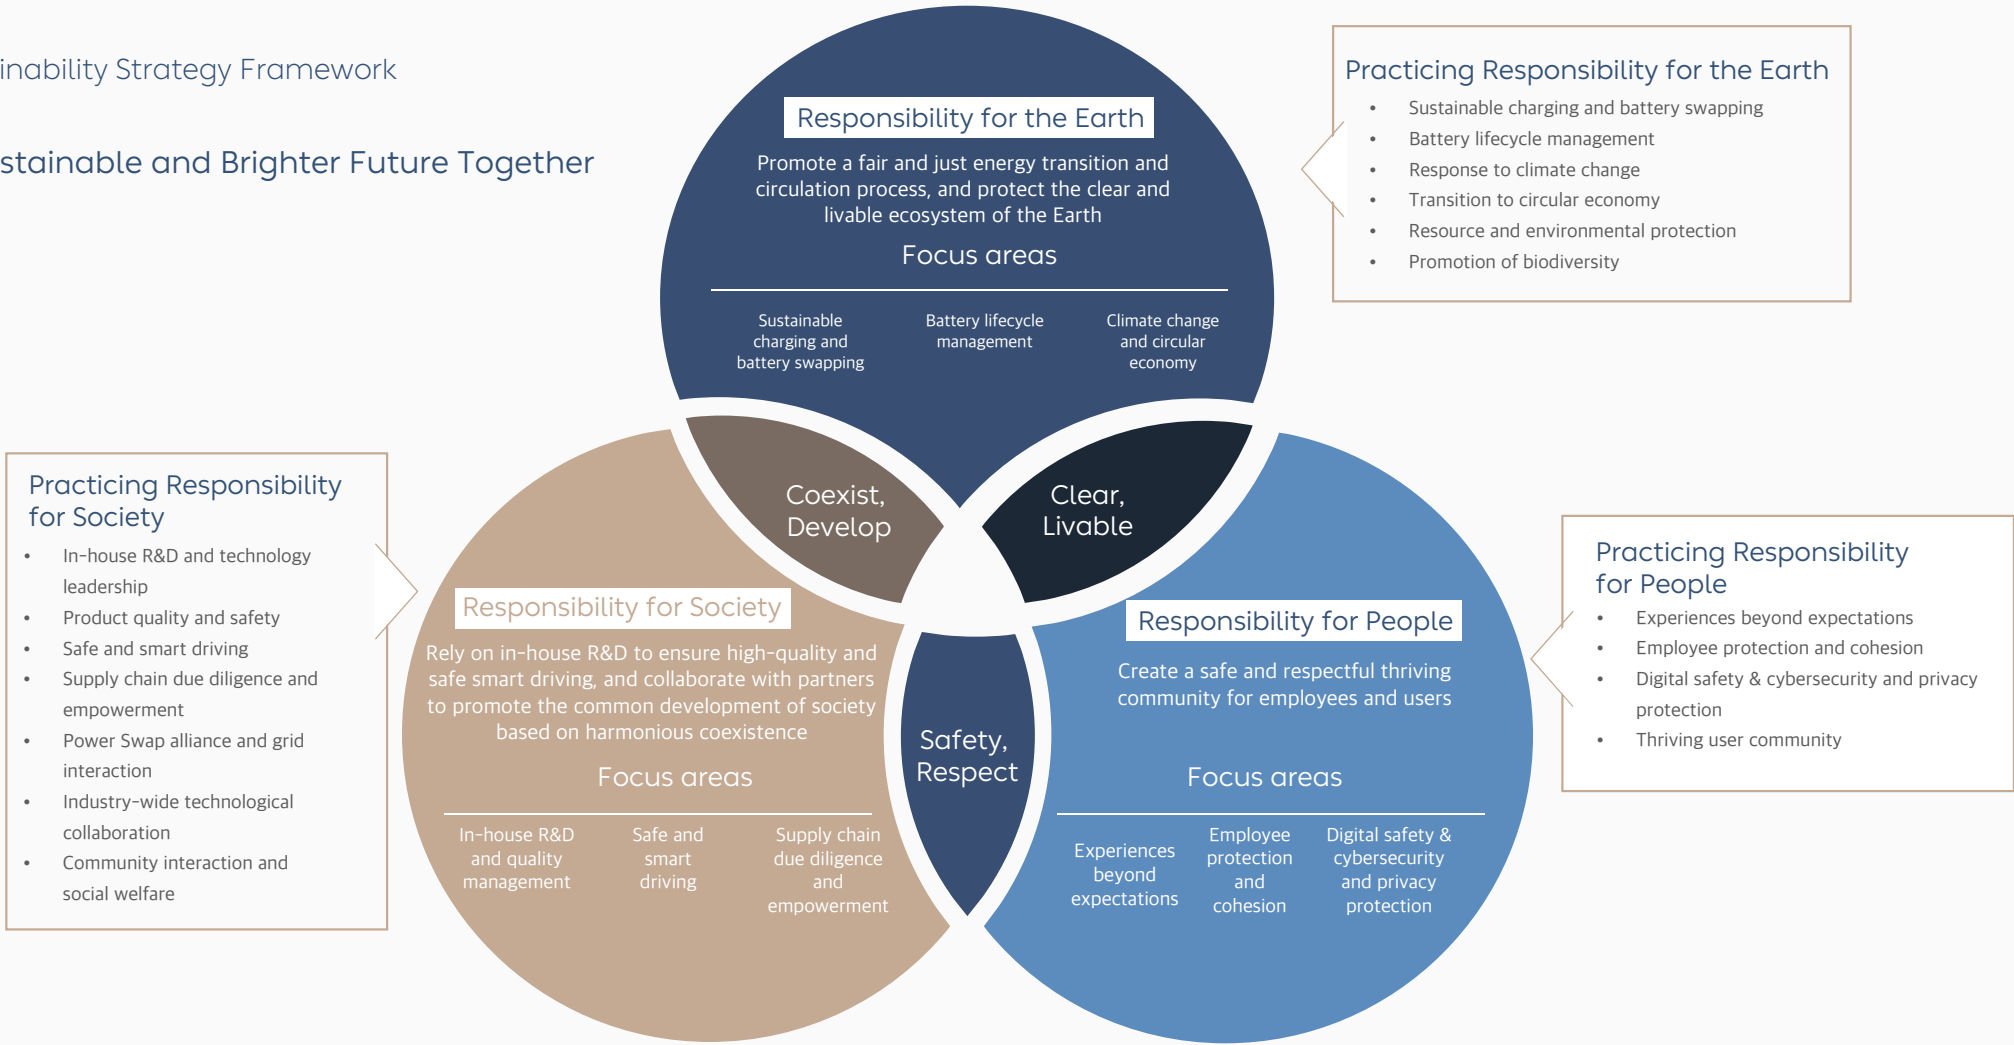 inability Strategy Framework
stainable and Brighter Future Together
Responsibility for the Earth
Promote a fair and just energy transition and
circulation process, and protect the clear and
livable ecosystem of the Earth
Focus areas
Sustainable
charging and
battery swapping
Battery lifecycle
management
Climate change
and circular
economy
Practicing Responsibility for the Earth
• Sustainable charging and battery swapping
• Battery lifecycle management
• Response to climate change
• Transition to circular economy
• Resource and environmental protection
• Promotion of biodiversity
Coexist,
Develop
Clear,
Livable
Safety,
Respect
Practicing Responsibility
for Society
• In-house R&D and technology
leadership
• Product quality and safety
• Safe and smart driving
• Supply chain due diligence and
empowerment
• Power Swap alliance and grid
interaction
• Industry-wide technological
collaboration
• Community interaction and
social welfare
Responsibility for Society
Rely on in-house R&D to ensure high-quality and
safe smart driving, and collaborate with partners
to promote the common development of society
based on harmonious coexistence
Focus areas
In-house R&D
and quality
management
Safe and
smart
driving
Supply chain
due diligence
and
empowerment
Responsibility for People
Create a safe and respectful thriving
community for employees and users
Focus areas
Experiences
beyond
expectations
Employee
protection
and
cohesion
Digital safety &
cybersecurity
and privacy
protection
Practicing Responsibility
for People
• Experiences beyond expectations
• Employee protection and cohesion
• Digital safety & cybersecurity and privacy
protection
• Thriving user community